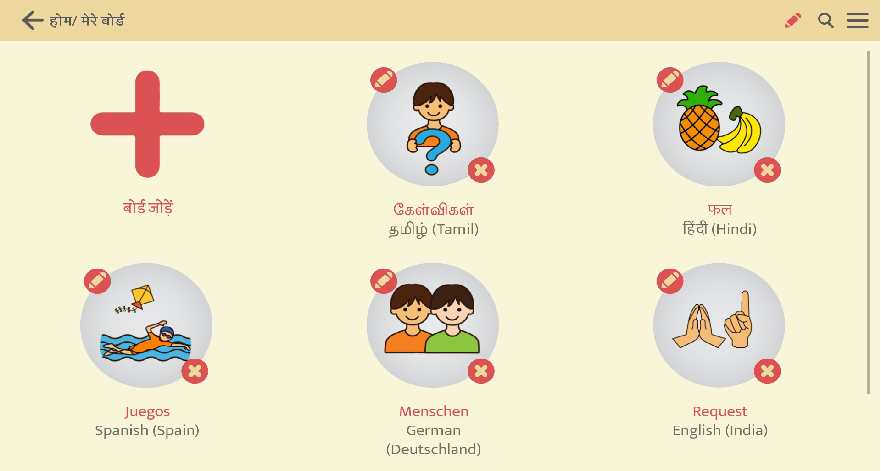 होम/ मेरे बोर्ड
बोर्ड जोड़ें
கேள்விகள்
தமிழ் (Tamil)
फल
हिंदी (Hindi)
Juegos
Spanish (Spain)
Menschen
German
(Deutschland)
Request
English (India)